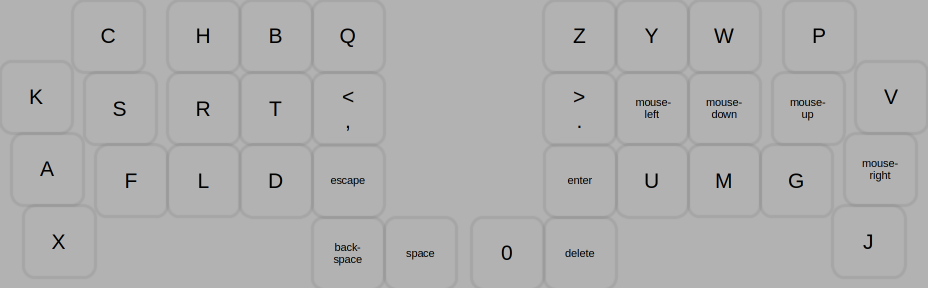 C H B Q Z Y W P
K S R T < , > . mouse-left mouse-down mouse-up V
A F L D escape enter U M G mouse-right
X back-space space 0 delete J